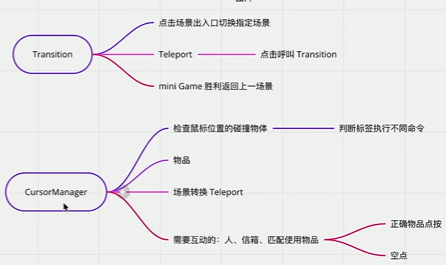 点击场景出入口切换指定场景
Transition
Teleport
点击呼叫 Transition
mini Game 胜利返回上一场景
检查鼠标位置的碰撞物体
判断标签执行不同命令
物品
CursorManager
场景转换 Teleport
正确物品点按
需要互动的：人、信箱、匹配使用物品
空点